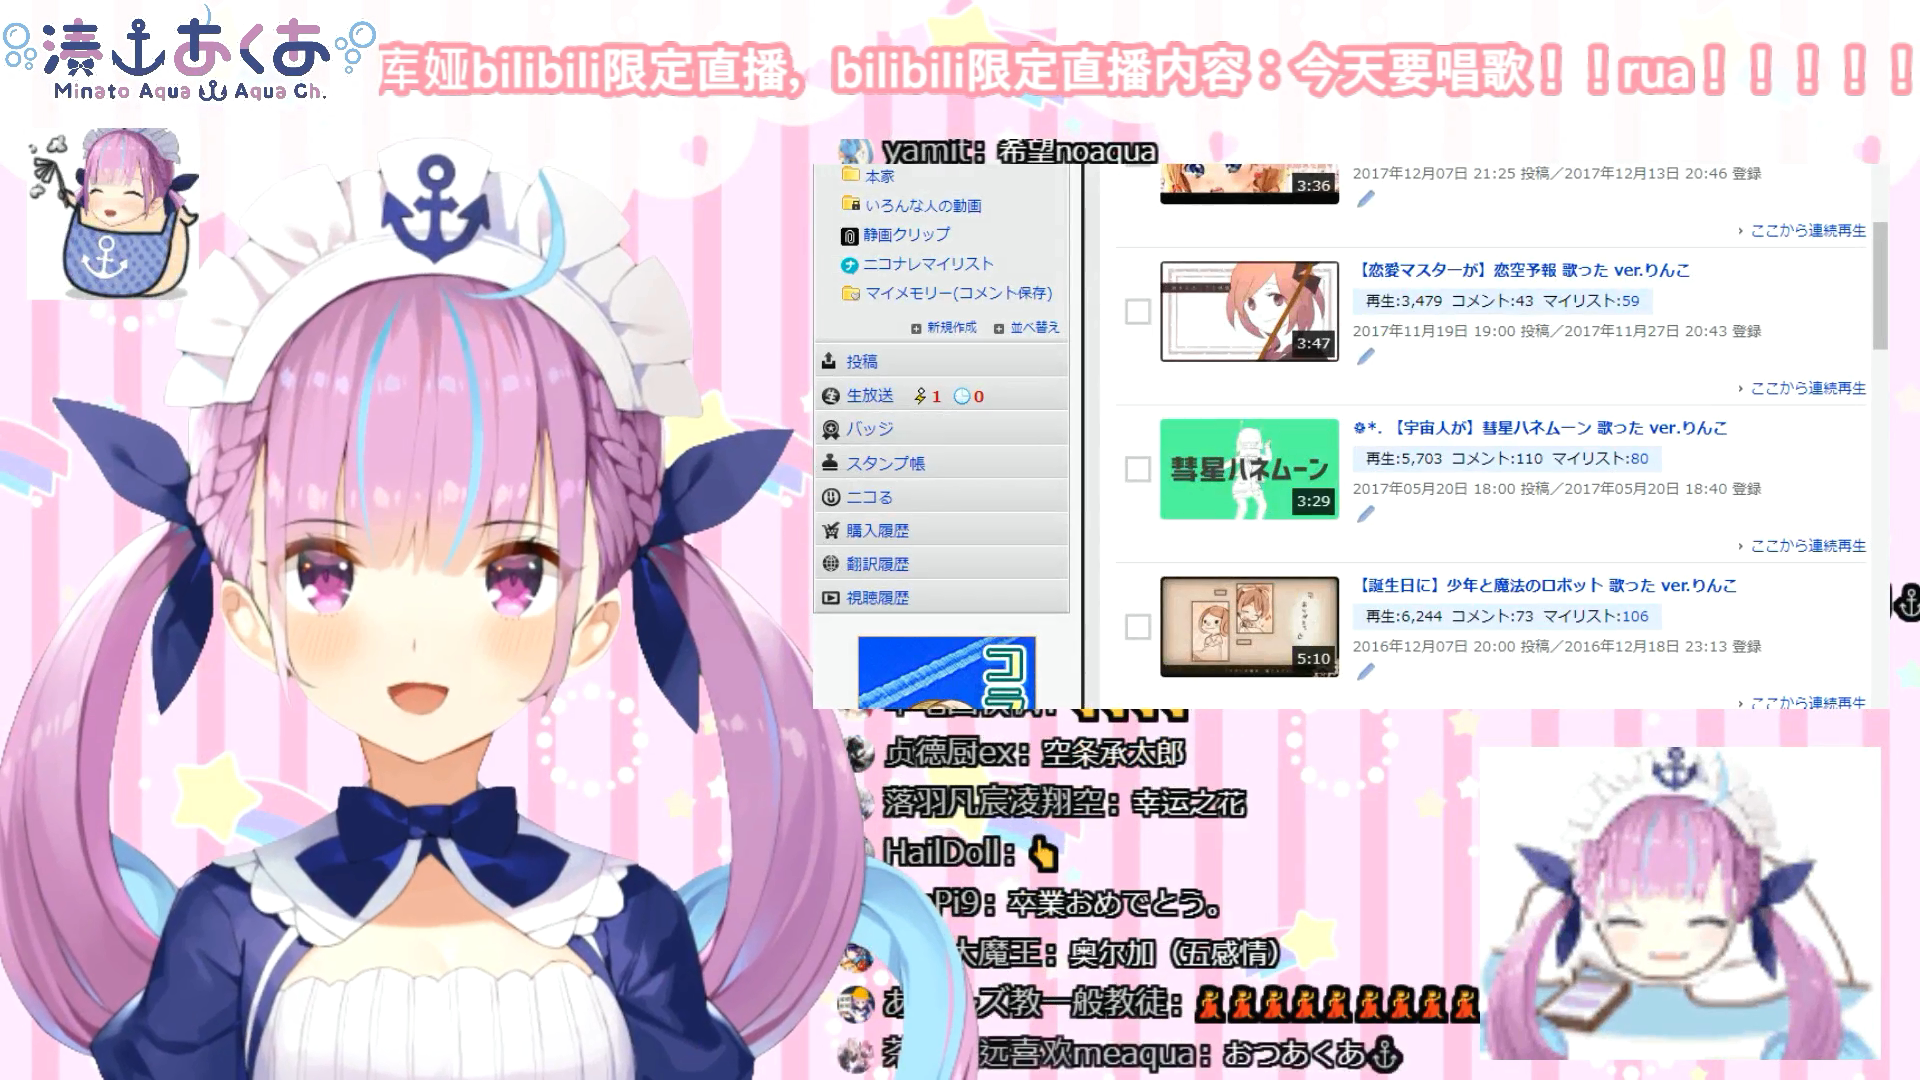 湊あくあ
Minato Aqua Aqua Ch.
车娅bilibili限定直播，bilibili限定直播内容：今天要唱歌！！rua！！！！！
yamit：希望noaqua
本家
いろんな人の動画
静画クリップ
ニコナレマイリスト
マイメモリー(コメント保存)
新規作成 並べ替え
投稿
生放送 1 0
バッジ
スタンプ帳
ニコる
購入履歴
翻訳履歴
視聴履歴
コラ
3:36
2017年12月07日 21:25 投稿／2017年12月13日 20:46 登録
› ここから連続再生
【恋愛マスターが】恋空予報 歌った ver.りんこ
再生:3,479 コメント:43 マイリスト:59
3:47
2017年11月19日 19:00 投稿／2017年11月27日 20:43 登録
› ここから連続再生
❁*. 【宇宙人が】彗星ハネムーン 歌った ver.りんこ
再生:5,703 コメント:110 マイリスト:80
彗星ハネムーン
3:29
2017年05月20日 18:00 投稿／2017年05月20日 18:40 登録
› ここから連続再生
【誕生日に】少年と魔法のロボット 歌った ver.りんこ
再生:6,244 コメント:73 マイリスト:106
5:10
2016年12月07日 20:00 投稿／2016年12月18日 23:13 登録
› ここから連続再生
贞德厨ex：空条承太郎
落羽凡宸凌翔空：幸运之花
HailDoll：👆
Pi9：卒業おめでとう。
大魔王：奥尔加（五感情）
あ ズ教一般教徒：💃💃💃💃💃💃💃💃💃
远喜欢meaqua：おつあくあ⚓